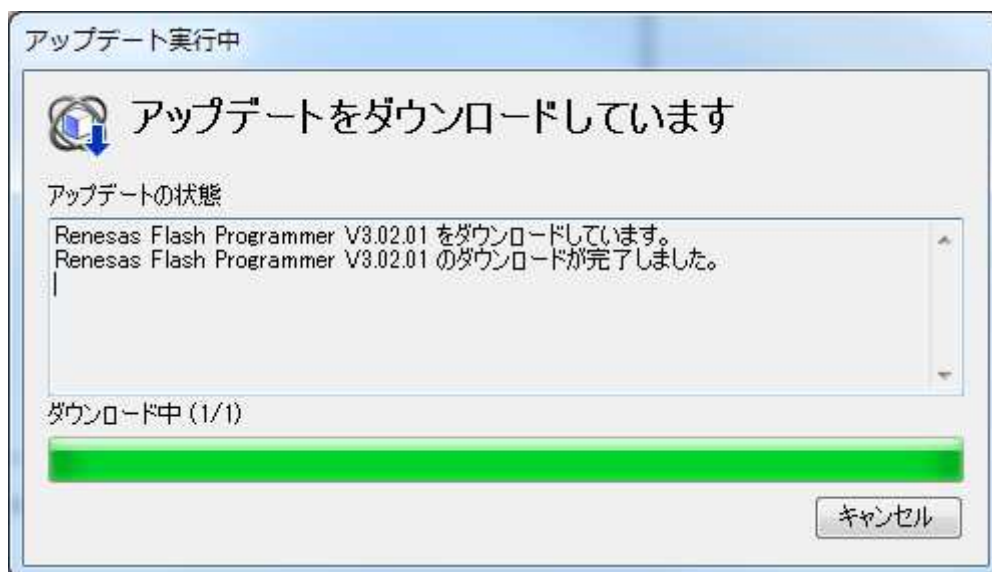 アップデート実行中
アップデートをダウンロードしています
アップデートの状態
Renesas Flash Programmer V3.02.01 をダウンロードしています。
Renesas Flash Programmer V3.02.01 のダウンロードが完了しました。
ダウンロード中 (1/1)
キャンセル